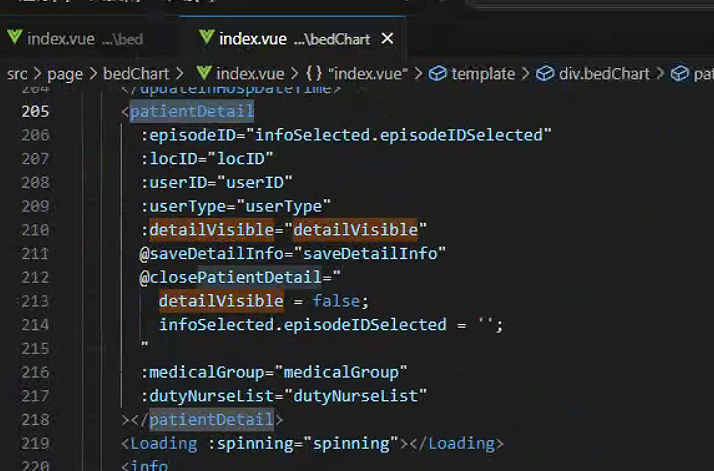 index.vue ...\bed index.vue ...\bedChart ×
src > page > bedChart > index.vue > {} "index.vue" > template > div.bedChart > pa
204 </updateInHospDateTime>
205 <patientDetail
206 :episodeID="infoSelected.episodeIDSelected"
207 :locID="locID"
208 :userID="userID"
209 :userType="userType"
210 :detailVisible="detailVisible"
211 @saveDetailInfo="saveDetailInfo"
212 @closePatientDetail="
213 detailVisible = false;
214 infoSelected.episodeIDSelected = '';
215 "
216 :medicalGroup="medicalGroup"
217 :dutyNurseList="dutyNurseList"
218 ></patientDetail>
219 <Loading :spinning="spinning"></Loading>
220 <info